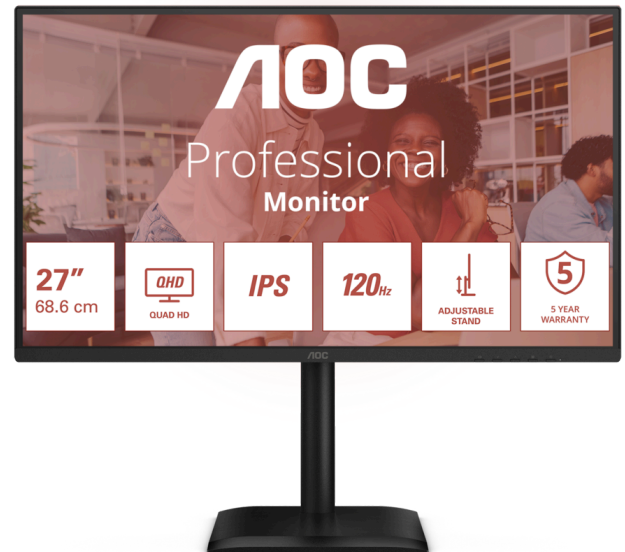 AOC
Professional
Monitor
27"
68.6 cm
QHD
QUAD HD
IPS
120Hz
ADJUSTABLE
STAND
5
5 YEAR
WARRANTY
AOC